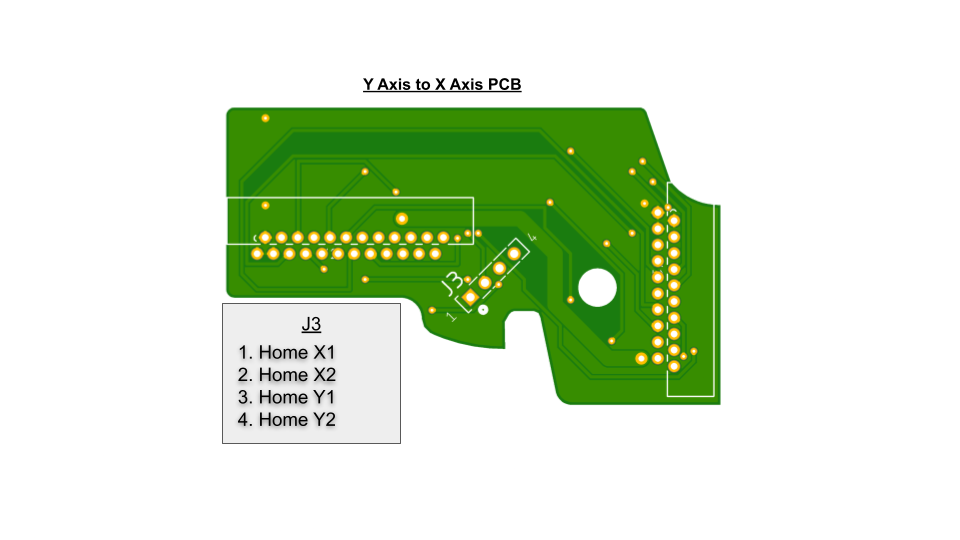 Y Axis to X Axis PCB
4
J3
1
J3
1. Home X1
2. Home X2
3. Home Y1
4. Home Y2